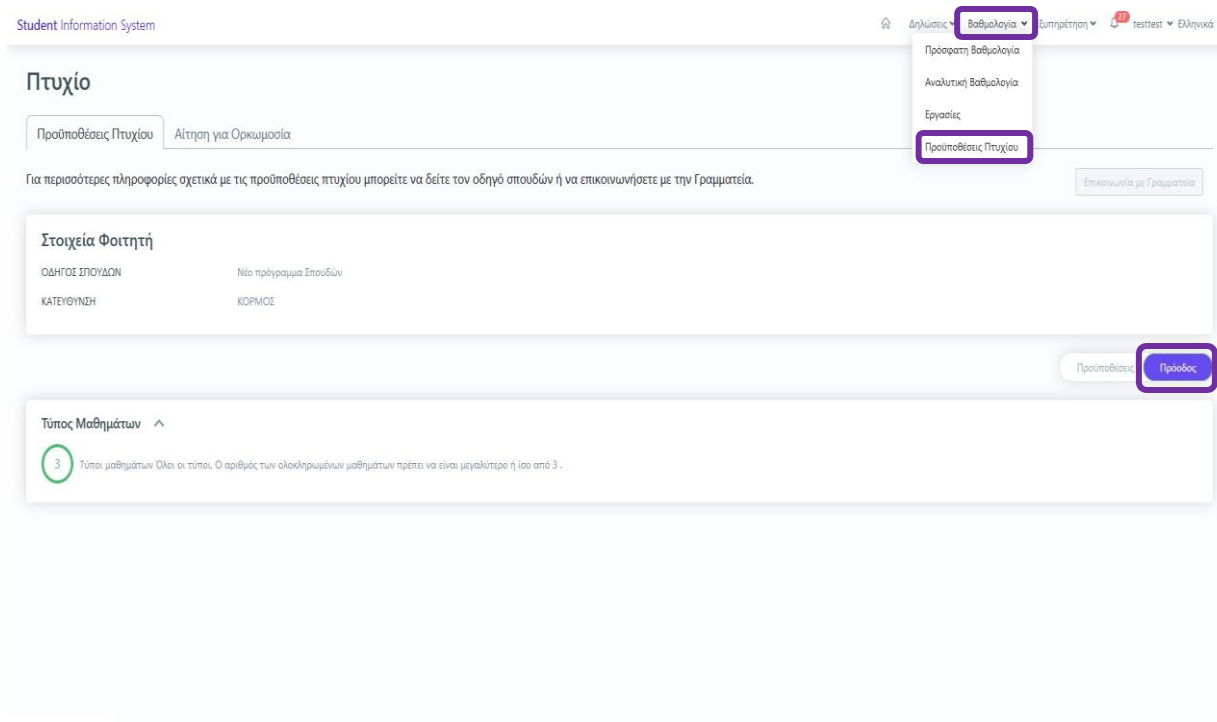 Student Information System
Δηλώσεις Βαθμολογία Εξυπηρέτηση 27 testtest Ελληνικά
Πρόσφατη Βαθμολογία
Αναλυτική Βαθμολογία
Εργασίες
Προϋποθέσεις Πτυχίου
Πτυχίο
Προϋποθέσεις Πτυχίου Αίτηση για Ορκωμοσία
Για περισσότερες πληροφορίες σχετικά με τις προϋποθέσεις πτυχίου μπορείτε να δείτε τον οδηγό σπουδών ή να επικοινωνήσετε με την Γραμματεία.
Επικοινωνία με Γραμματεία
Στοιχεία Φοιτητή
ΟΔΗΓΟΣ ΣΠΟΥΔΩΝ Νέο πρόγραμμα Σπουδών
ΚΑΤΕΥΘΥΝΣΗ ΚΟΡΜΟΣ
Προϋποθέσεις Πρόοδος
Τύπος Μαθημάτων
3 Τύποι μαθημάτων Όλοι οι τύποι. Ο αριθμός των ολοκληρωμένων μαθημάτων πρέπει να είναι μεγαλύτερο ή ίσο από 3 .